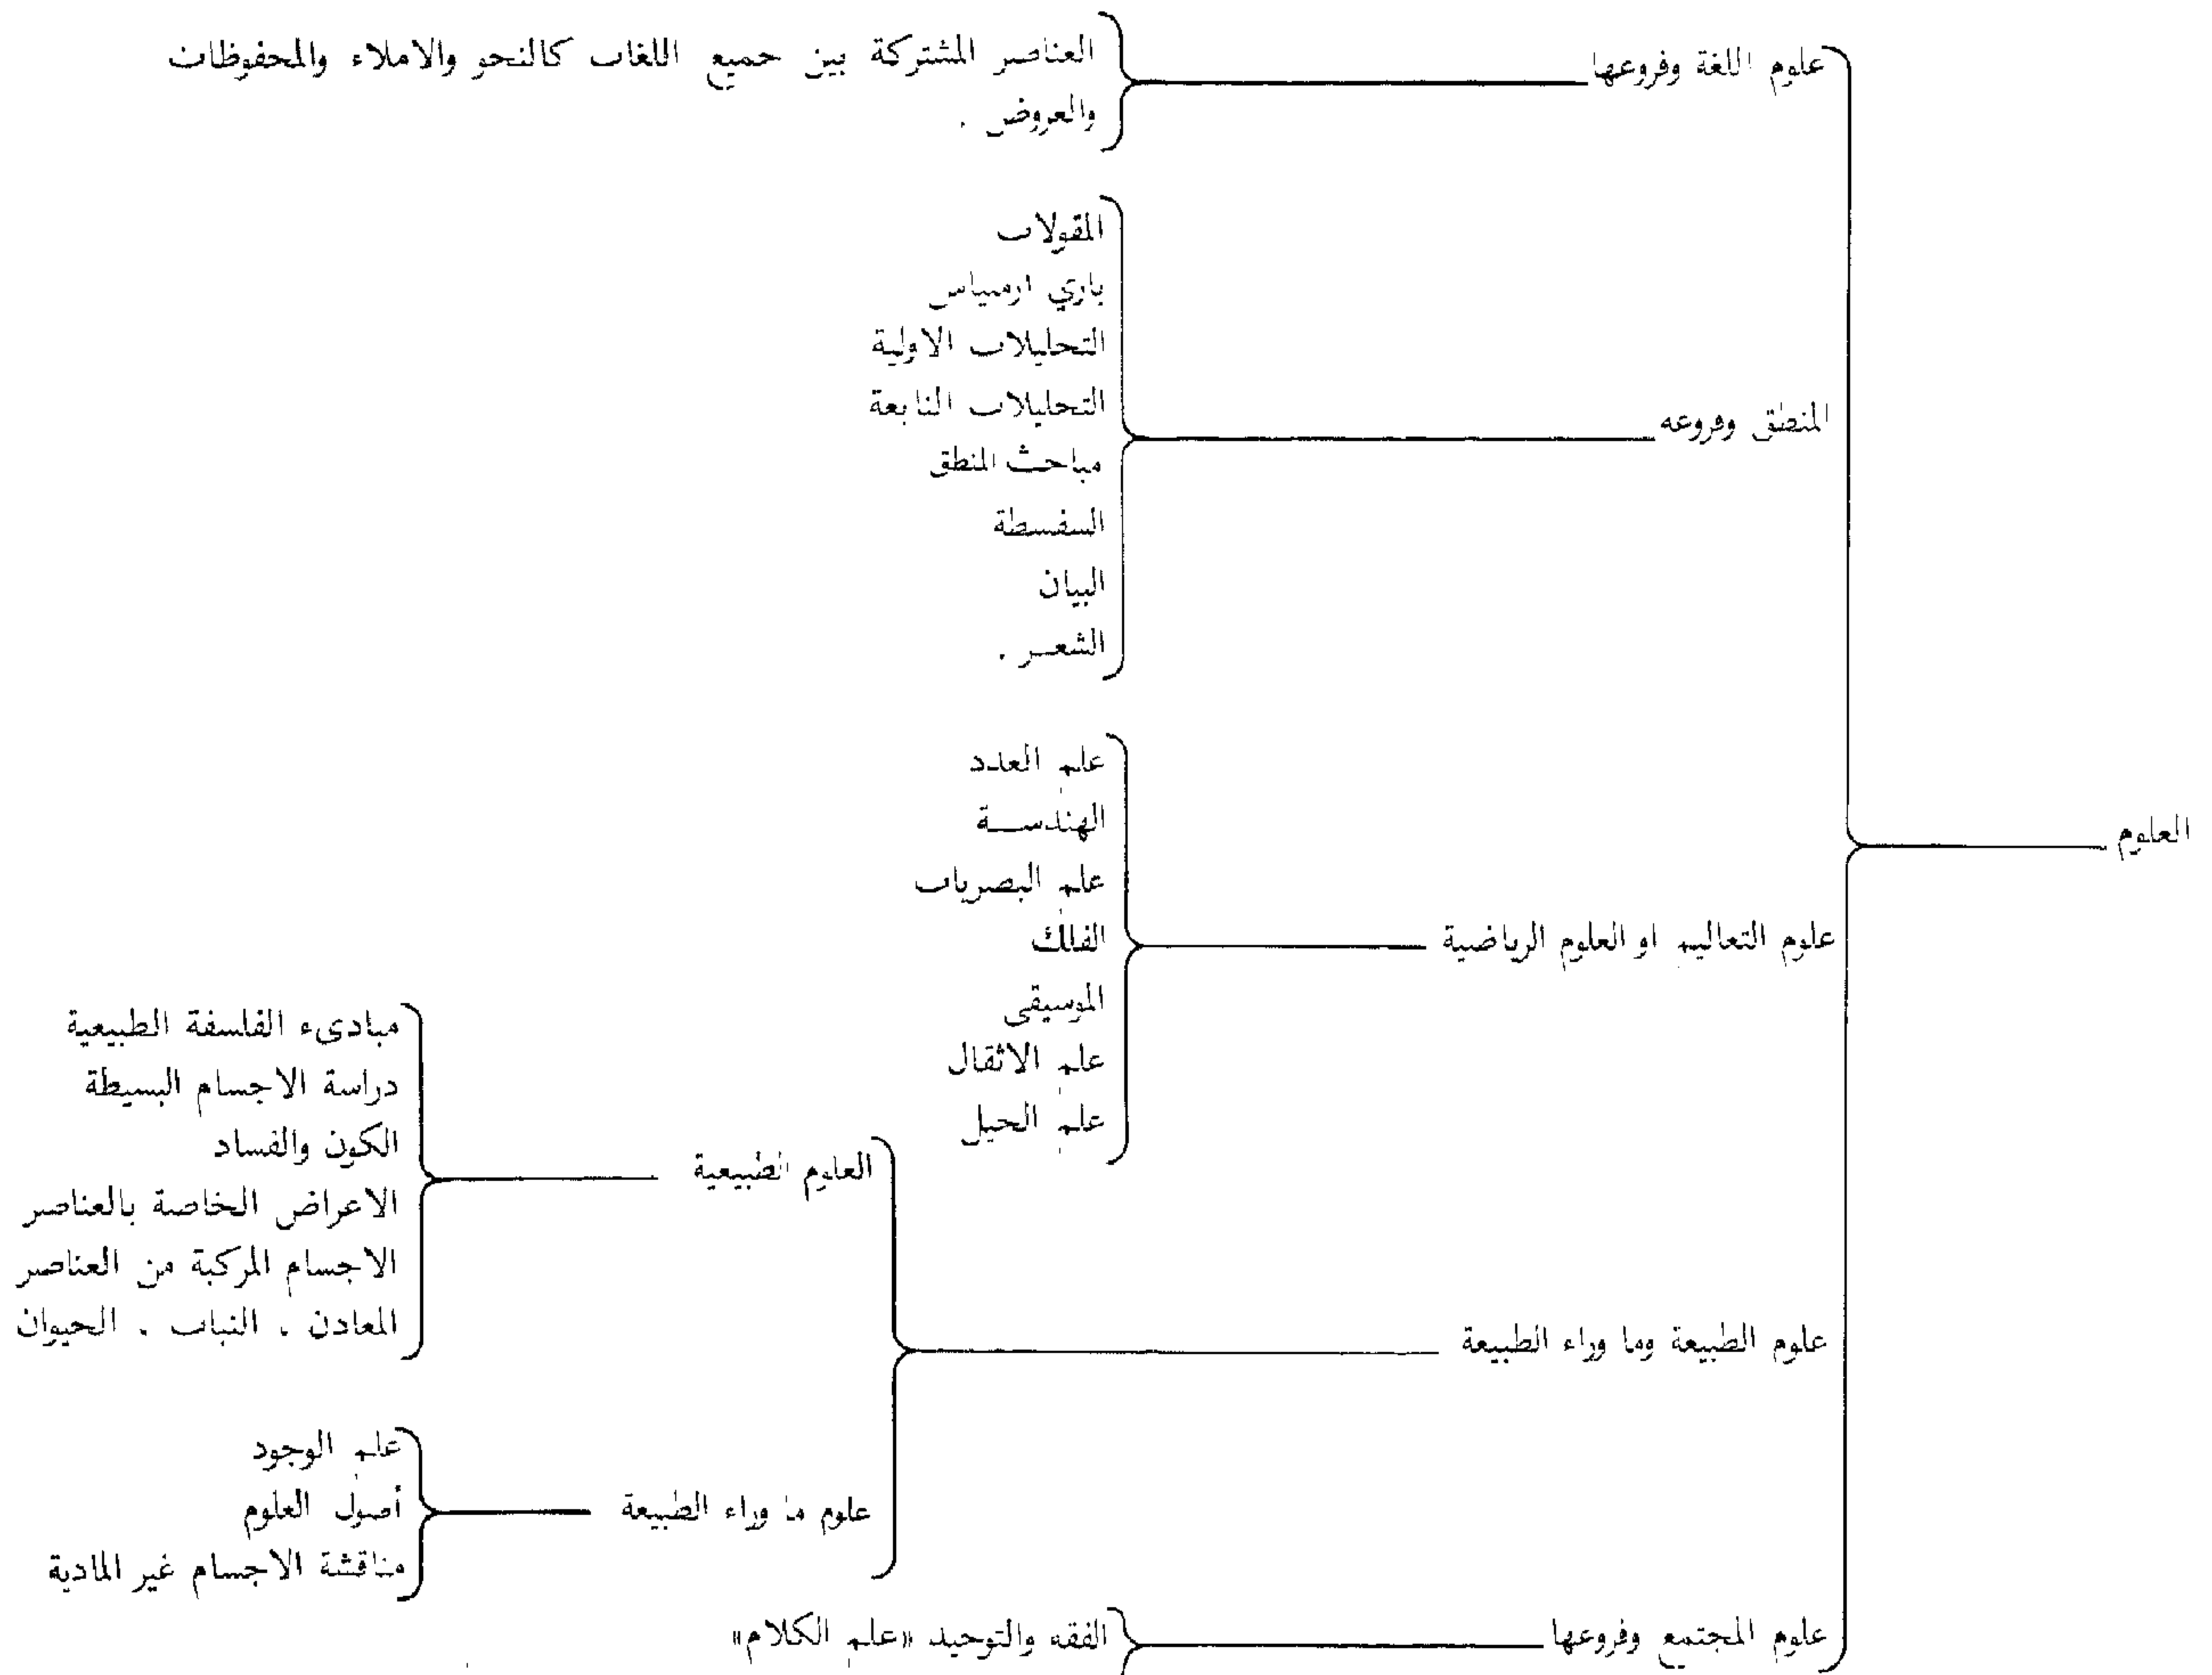 العلوم
علوم اللغة وفروعها
العناصر المشتركة بين جميع اللغات كالنحو والاملاء والمحفوظات
والعروض .
المنطق وفروعه
المقولات
باري ارمنياس
التحليلات الاولية
التحليلات التابعة
مباحث المنطق
السفسطة
البيان
الشعر .
علوم التعاليم او العلوم الرياضية
علم العدد
الهندسة
علم البصريات
الفلك
الموسيقى
علم الاثقال
علم الحيل
علوم الطبيعة وما وراء الطبيعة
العلوم الطبيعية
مبادىء الفلسفة الطبيعية
دراسة الاجسام البسيطة
الكون والفساد
الاعراض الخاصة بالعناصر
الاجسام المركبة من العناصر
المعادن ، النبات ، الحيوان
علوم ما وراء الطبيعة
علم الوجود
أصول العلوم
مناقشة الاجسام غير المادية
علوم المجتمع وفروعها
الفقه والتوحيد «علم الكلام»